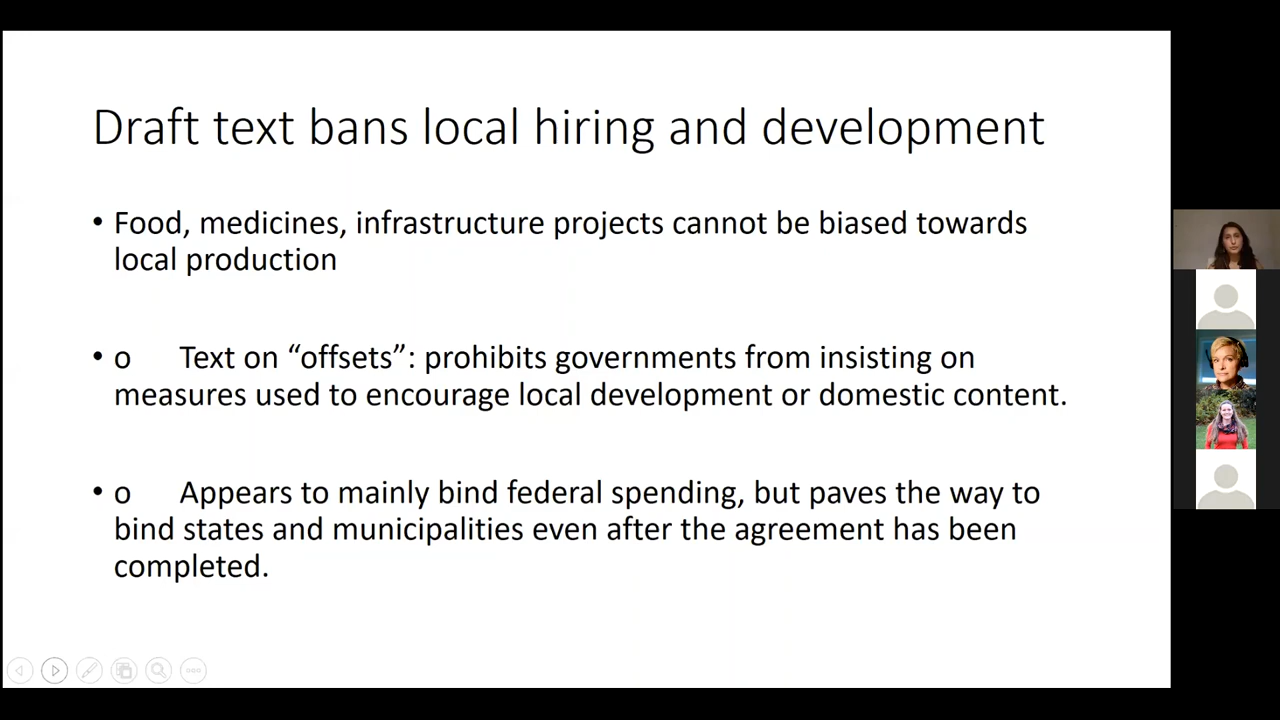 Draft text bans local hiring and development
• Food, medicines, infrastructure projects cannot be biased towards
local production
• o Text on “offsets”: prohibits governments from insisting on
measures used to encourage local development or domestic content.
• o Appears to mainly bind federal spending, but paves the way to
bind states and municipalities even after the agreement has been
completed.